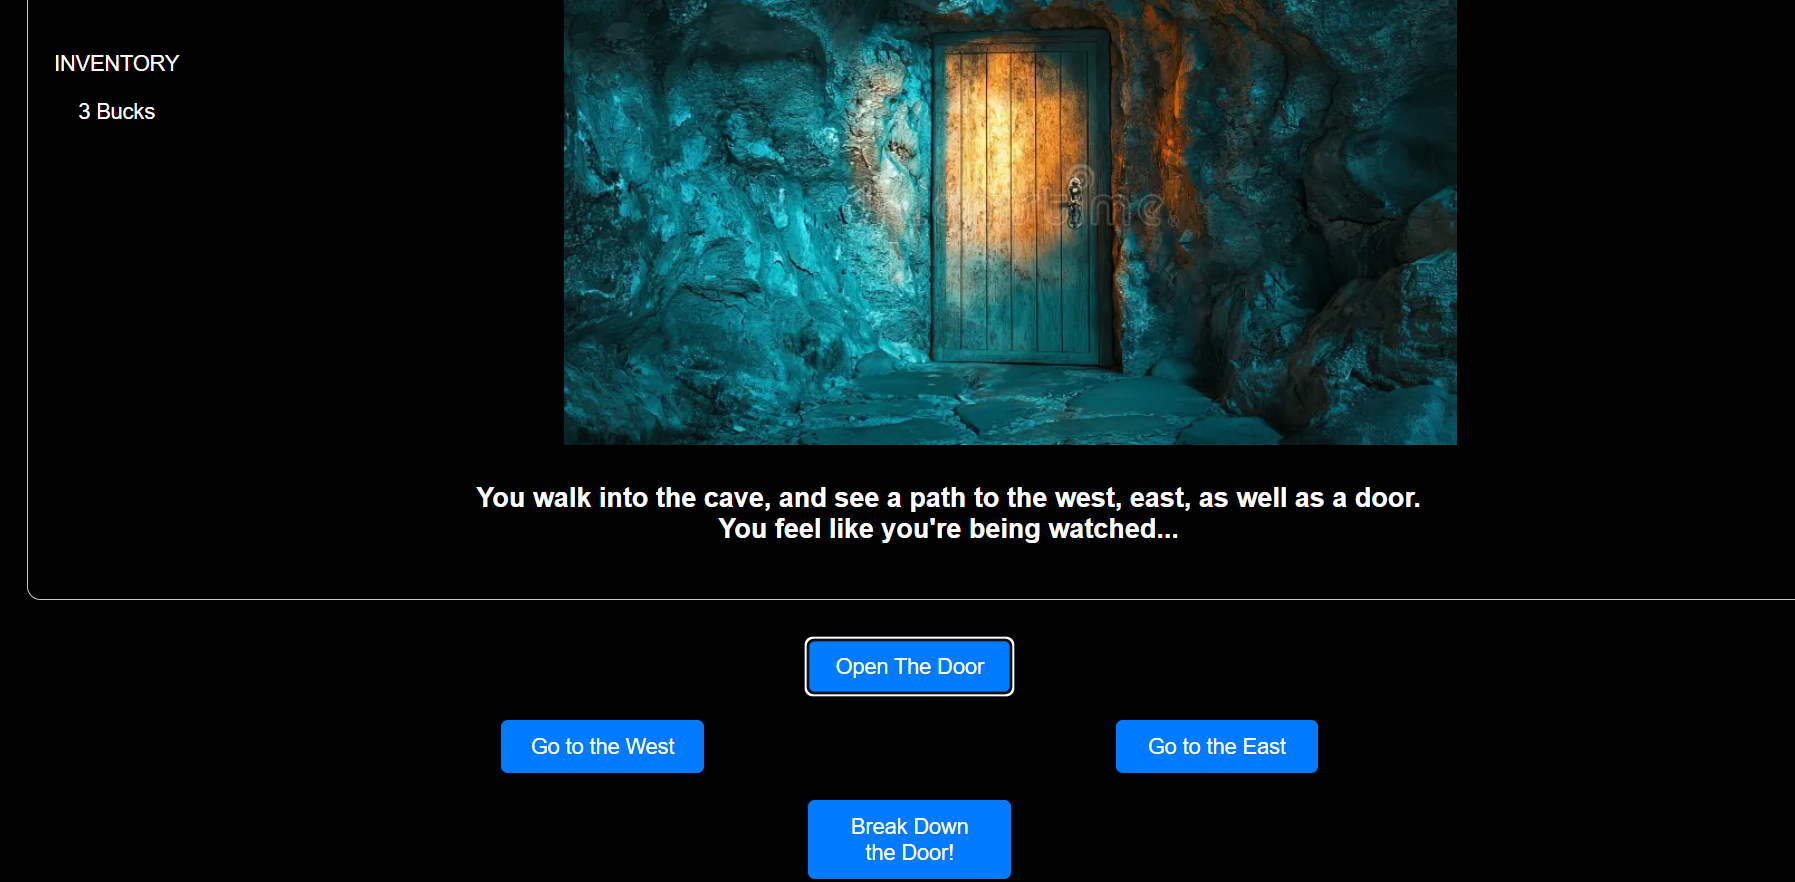 INVENTORY
3 Bucks
You walk into the cave, and see a path to the west, east, as well as a door.
You feel like you're being watched...
Open The Door
Go to the West
Go to the East
Break Down
the Door!